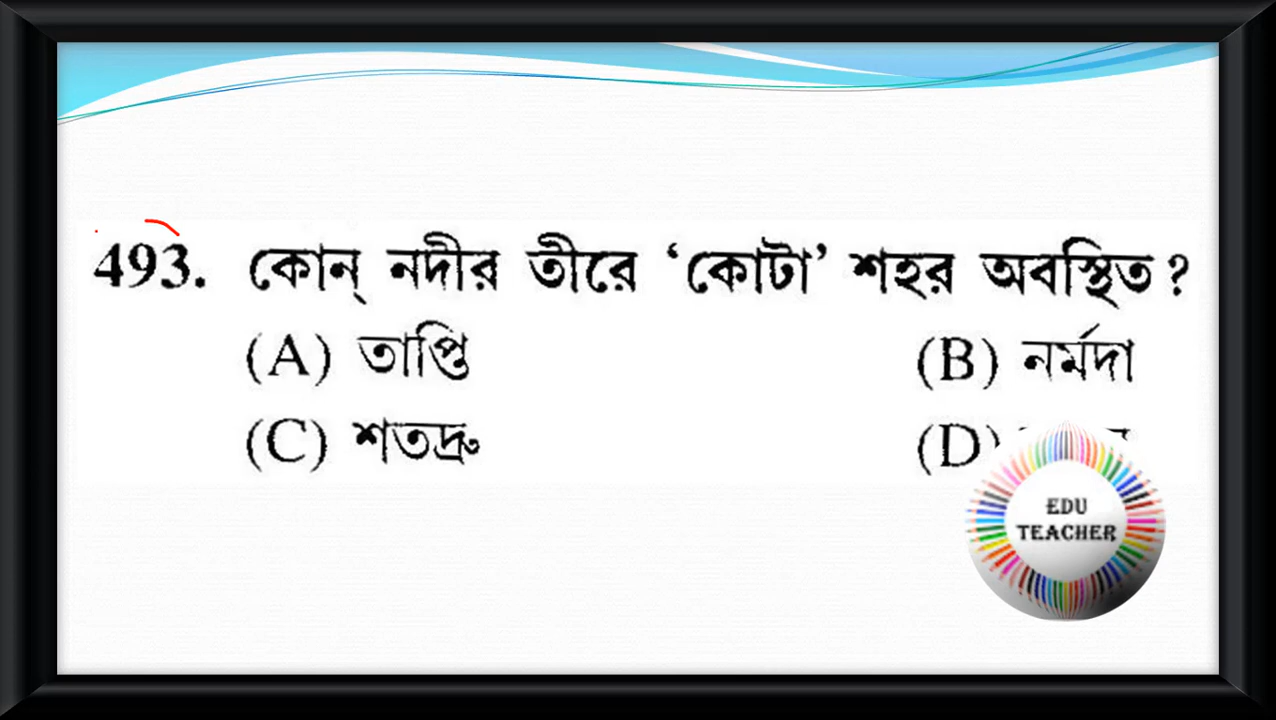 493. কোন্ নদীর তীরে ‘কোটা’ শহর অবস্থিত?
(A) তাপ্তি (B) নর্মদা
(C) শতদ্রু (D)
EDU
TEACHER